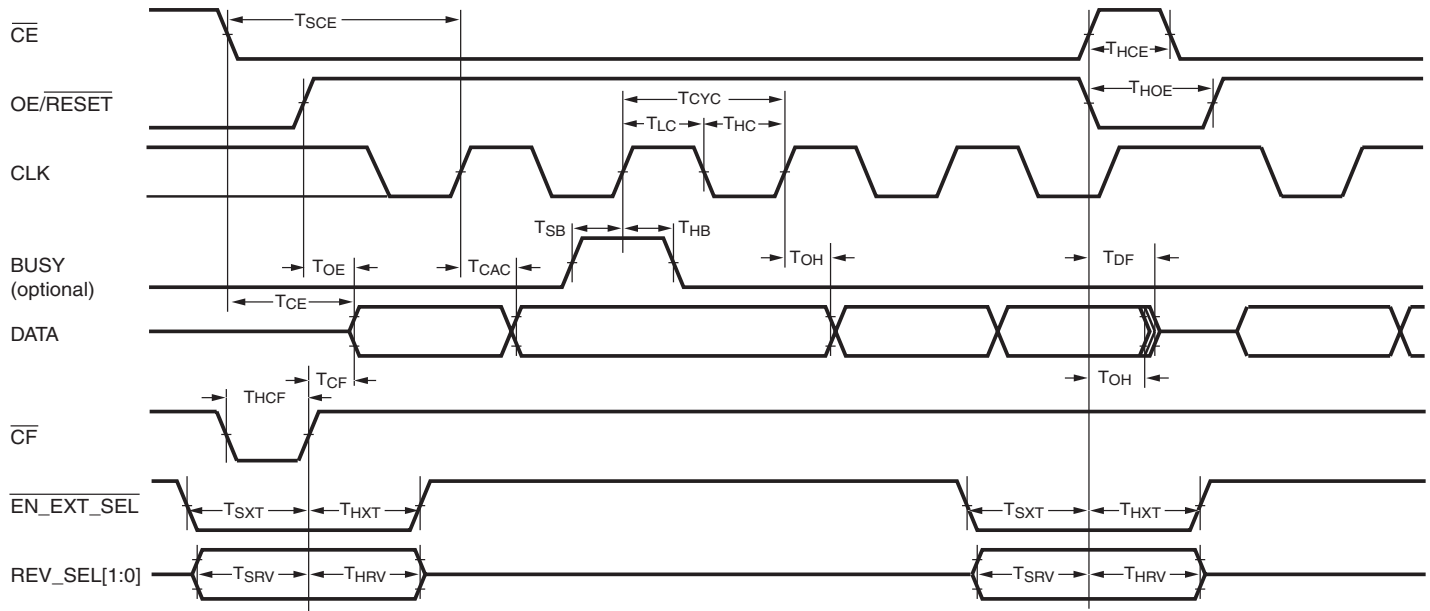 CE
TSCE
THCE
OE/RESET
THOE
TCYC
TLC
THC
CLK
TSB
THB
BUSY
(optional)
TOE
TCAC
TOH
TDF
TCE
DATA
TCF
TOH
THCF
CF
EN_EXT_SEL
TSXT
THXT
TSXT
THXT
REV_SEL[1:0]
TSRV
THRV
TSRV
THRV